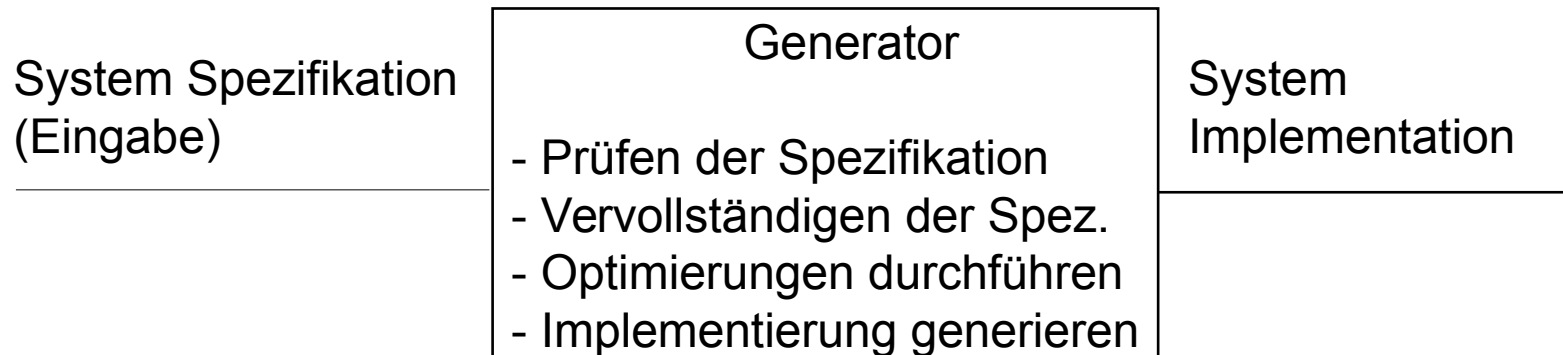 System Spezifikation
(Eingabe)
Generator
- Prüfen der Spezifikation
- Vervollständigen der Spez.
- Optimierungen durchführen
- Implementierung generieren
System
Implementation